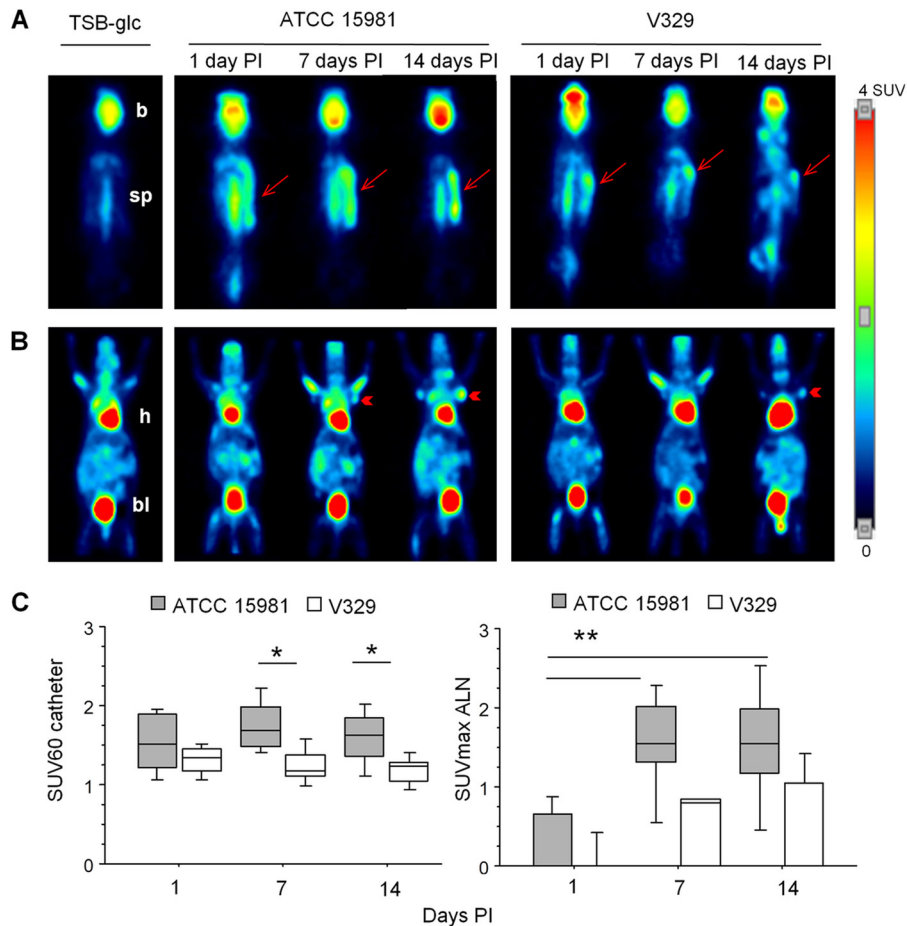 A
TSB-glc
ATCC 15981
V329
1 day PI
7 days PI
14 days PI
1 day PI
7 days PI
14 days PI
4 SUV
b
sp
B
h
bl
0
C
ATCC 15981
V329
SUV60 catheter
3
2
1
0
*
*
1
7
14
ATCC 15981
V329
SUVmax ALN
3
2
1
0
**
1
7
14
Days PI